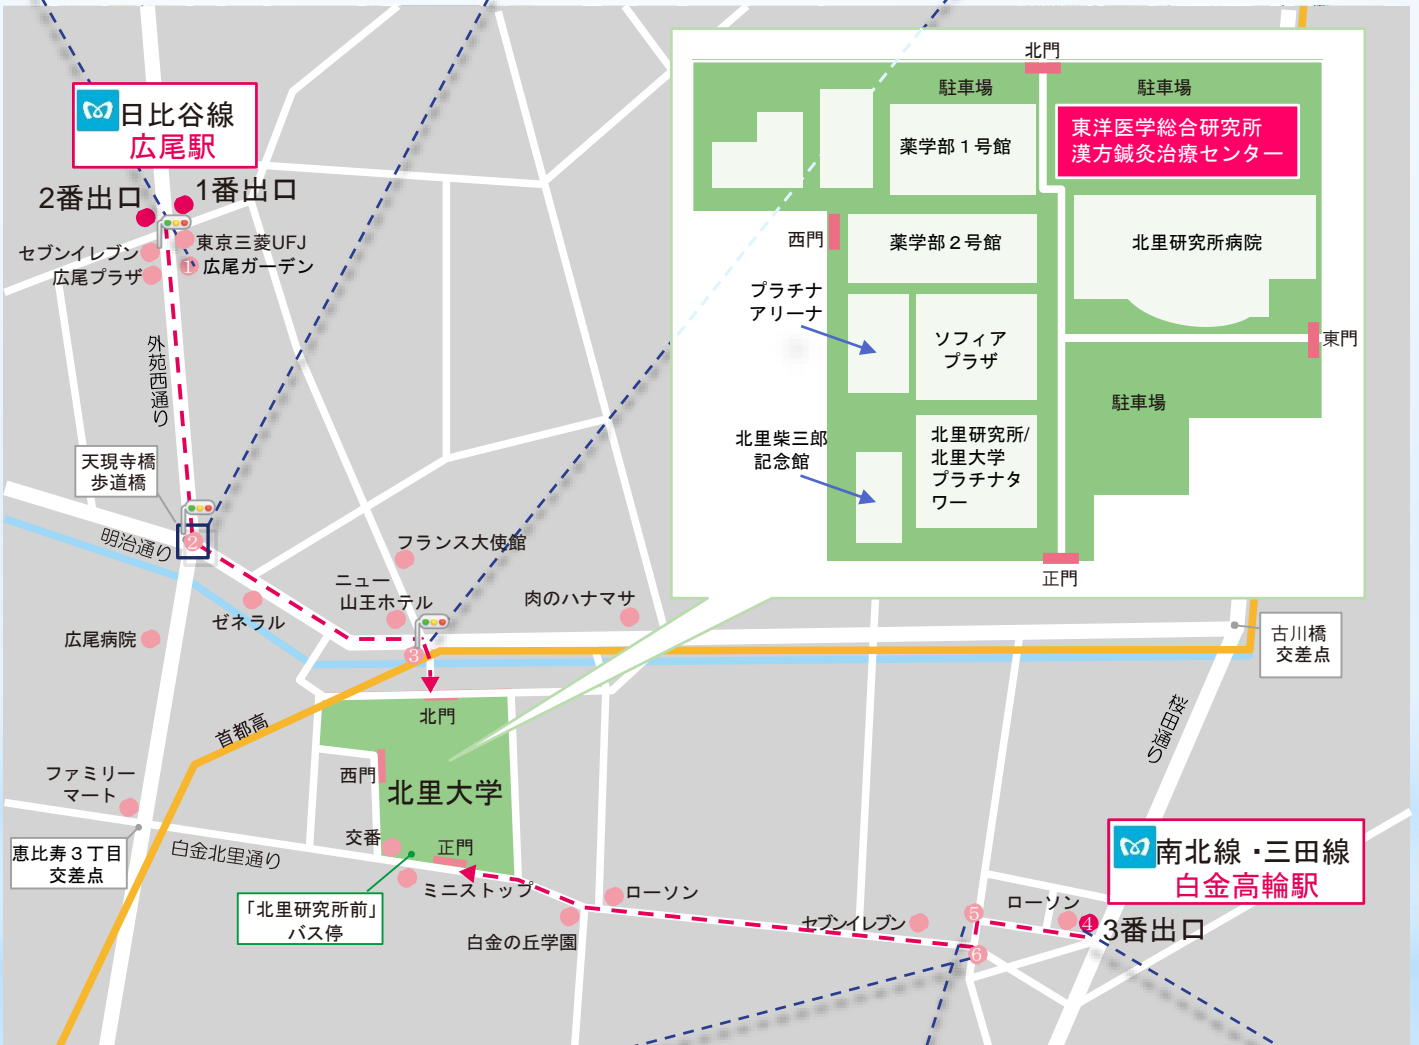 日比谷線
広尾駅
2番出口
1番出口
セブンイレブン
東京三菱UFJ
広尾プラザ
1
広尾ガーデン
外苑西通り
天現寺橋
歩道橋
明治通り
2
フランス大使館
ニュー
山王ホテル
ゼネラル
肉のハナマサ
広尾病院
3
古川橋
交差点
桜田通り
首都高
北門
西門
北里大学
ファミリー
マート
交番
正門
恵比寿３丁目
交差点
白金北里通り
ミニストップ
「北里研究所前」
バス停
ローソン
白金の丘学園
セブンイレブン
5
6
ローソン
4
3番出口
南北線・三田線
白金高輪駅
北門
駐車場
駐車場
東洋医学総合研究所
漢方鍼灸治療センター
薬学部１号館
西門
薬学部２号館
北里研究所病院
プラチナ
アリーナ
ソフィア
プラザ
東門
駐車場
北里柴三郎
記念館
北里研究所/
北里大学
プラチナタ
ワー
正門